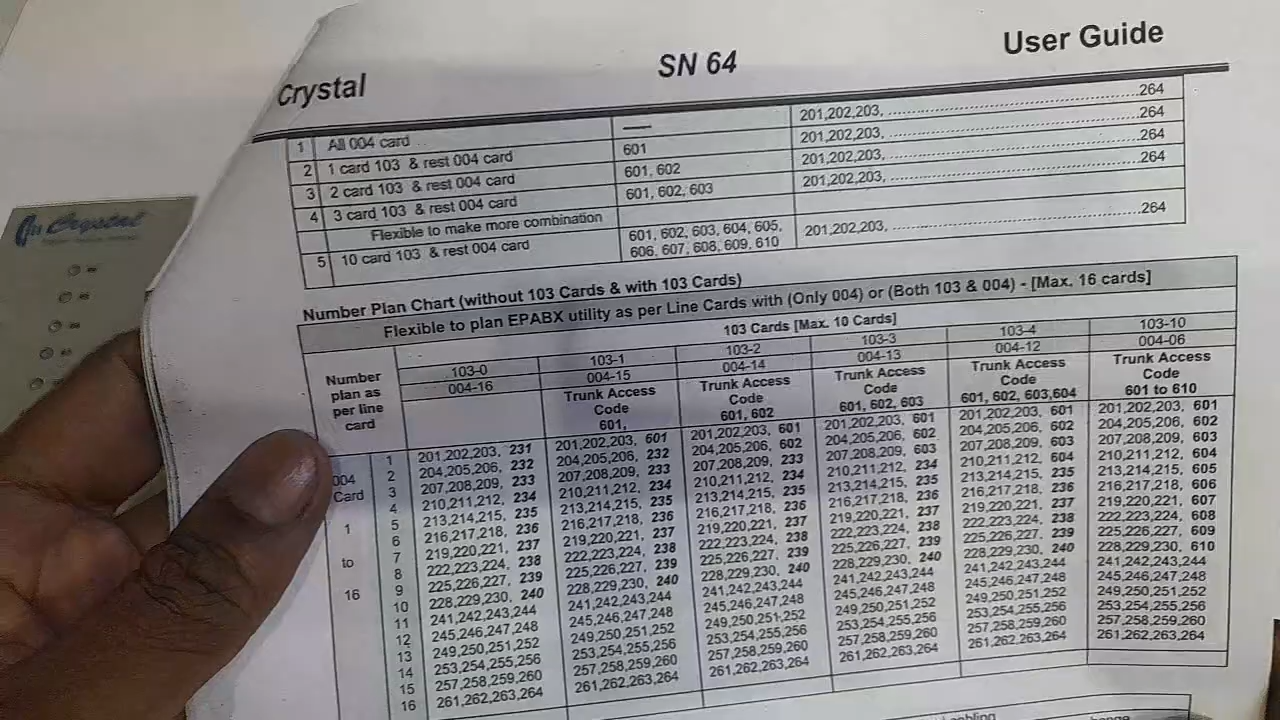 Crystal SN 64 User Guide
1 All 004 card — 201,202,203, ........ 264
2 1 card 103 & rest 004 card 601 201,202,203, ........ 264
3 2 card 103 & rest 004 card 601, 602 201,202,203, ........ 264
4 3 card 103 & rest 004 card 601, 602, 603 201,202,203, ........ 264
Flexible to make more combination
5 10 card 103 & rest 004 card 601, 602, 603, 604, 605, 201,202,203, ........ 264
606, 607, 608, 609, 610
Number Plan Chart (without 103 Cards & with 103 Cards)
Flexible to plan EPABX utility as per Line Cards with (Only 004) or (Both 103 & 004) - [Max. 16 cards]
103 Cards [Max. 10 Cards]
Number plan as per line card
103-0 103-1 103-2 103-3 103-4 103-10
004-16 004-15 004-14 004-13 004-12 004-06
Trunk Access Code 601, Trunk Access Code 601, 602 Trunk Access Code 601, 602, 603 Trunk Access Code 601, 602, 603,604 Trunk Access Code 601 to 610
004 Card 1 to 16
1 201,202,203, 231 201,202,203, 601 201,202,203, 601 201,202,203, 601 201,202,203, 601 201,202,203, 601
2 204,205,206, 232 204,205,206, 232 204,205,206, 602 204,205,206, 602 204,205,206, 602 204,205,206, 602
3 207,208,209, 233 207,208,209, 233 207,208,209, 233 207,208,209, 603 207,208,209, 603 207,208,209, 603
4 210,211,212, 234 210,211,212, 234 210,211,212, 234 210,211,212, 234 210,211,212, 604 210,211,212, 604
5 213,214,215, 235 213,214,215, 235 213,214,215, 235 213,214,215, 235 213,214,215, 235 213,214,215, 605
6 216,217,218, 236 216,217,218, 236 216,217,218, 236 216,217,218, 236 216,217,218, 236 216,217,218, 606
7 219,220,221, 237 219,220,221, 237 219,220,221, 237 219,220,221, 237 219,220,221, 237 219,220,221, 607
8 222,223,224, 238 222,223,224, 238 222,223,224, 238 222,223,224, 238 222,223,224, 238 222,223,224, 608
9 225,226,227, 239 225,226,227, 239 225,226,227, 239 225,226,227, 239 225,226,227, 239 225,226,227, 609
10 228,229,230, 240 228,229,230, 240 228,229,230, 240 228,229,230, 240 228,229,230, 240 228,229,230, 610
11 241,242,243,244 241,242,243,244 241,242,243,244 241,242,243,244 241,242,243,244 241,242,243,244
12 245,246,247,248 245,246,247,248 245,246,247,248 245,246,247,248 245,246,247,248 245,246,247,248
13 249,250,251,252 249,250,251,252 249,250,251,252 249,250,251,252 249,250,251,252 249,250,251,252
14 253,254,255,256 253,254,255,256 253,254,255,256 253,254,255,256 253,254,255,256 253,254,255,256
15 257,258,259,260 257,258,259,260 257,258,259,260 257,258,259,260 257,258,259,260 257,258,259,260
16 261,262,263,264 261,262,263,264 261,262,263,264 261,262,263,264 261,262,263,264 261,262,263,264
Crystal